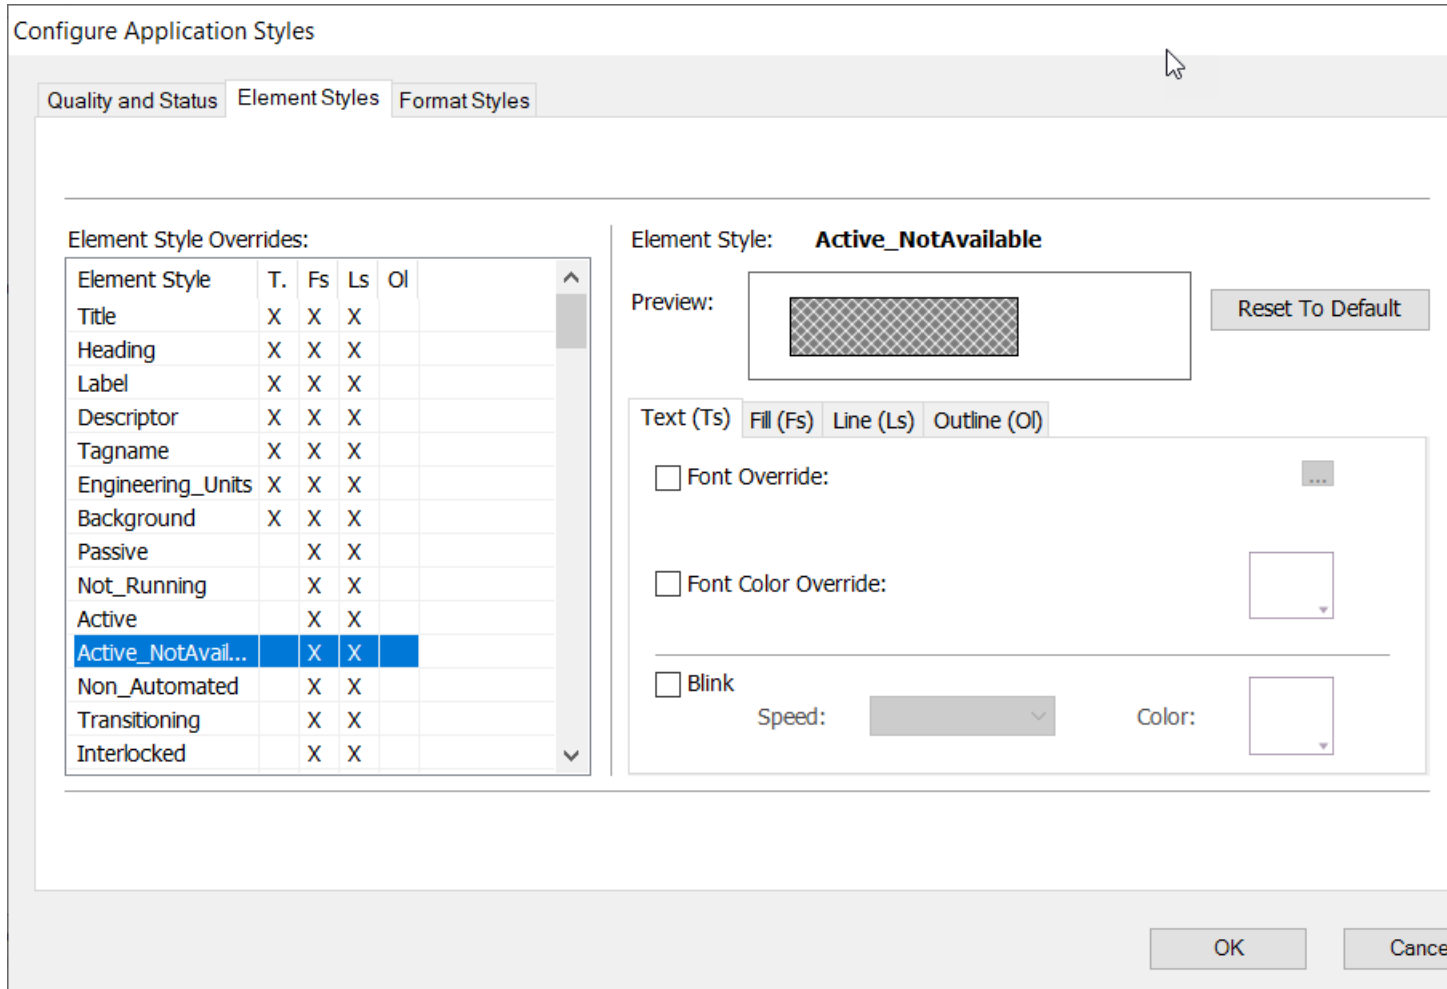 Configure Application Styles
Quality and Status Element Styles Format Styles
Element Style Overrides:
Element Style T. Fs Ls Ol
Title X X X
Heading X X X
Label X X X
Descriptor X X X
Tagname X X X
Engineering_Units X X X
Background X X X
Passive X X
Not_Running X X
Active X X
Active_NotAvail... X X
Non_Automated X X
Transitioning X X
Interlocked X X
Element Style: Active_NotAvailable
Preview:
Reset To Default
Text (Ts) Fill (Fs) Line (Ls) Outline (Ol)
Font Override:
...
Font Color Override:
Blink
Speed: Color:
OK Cance